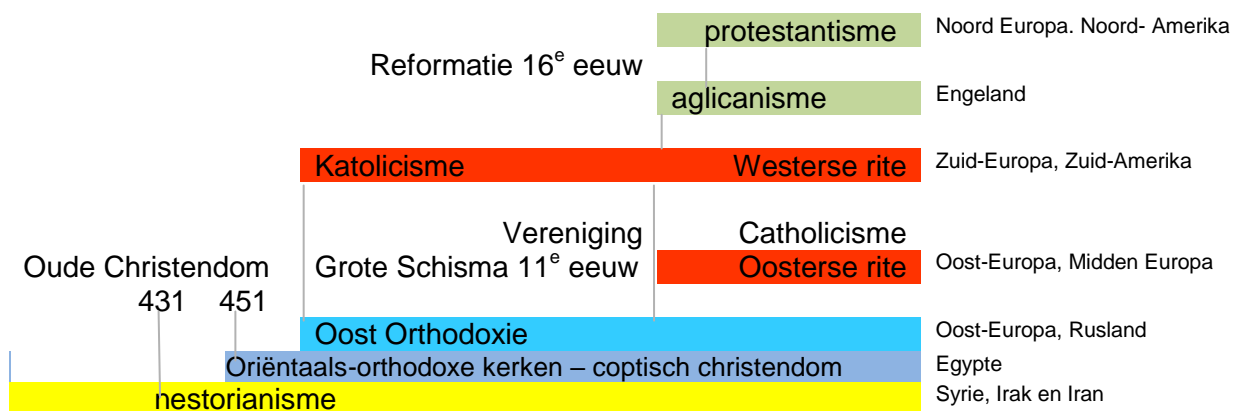 protestantisme Noord Europa. Noord- Amerika
Reformatie 16e eeuw
aglicanisme Engeland
Katolicisme Westerse rite Zuid-Europa, Zuid-Amerika
Vereniging Catholicisme
Oude Christendom Grote Schisma 11e eeuw Oosterse rite Oost-Europa, Midden Europa
431 451
Oost Orthodoxie Oost-Europa, Rusland
Oriëntaals-orthodoxe kerken – coptisch christendom Egypte
nestorianisme Syrie, Irak en Iran